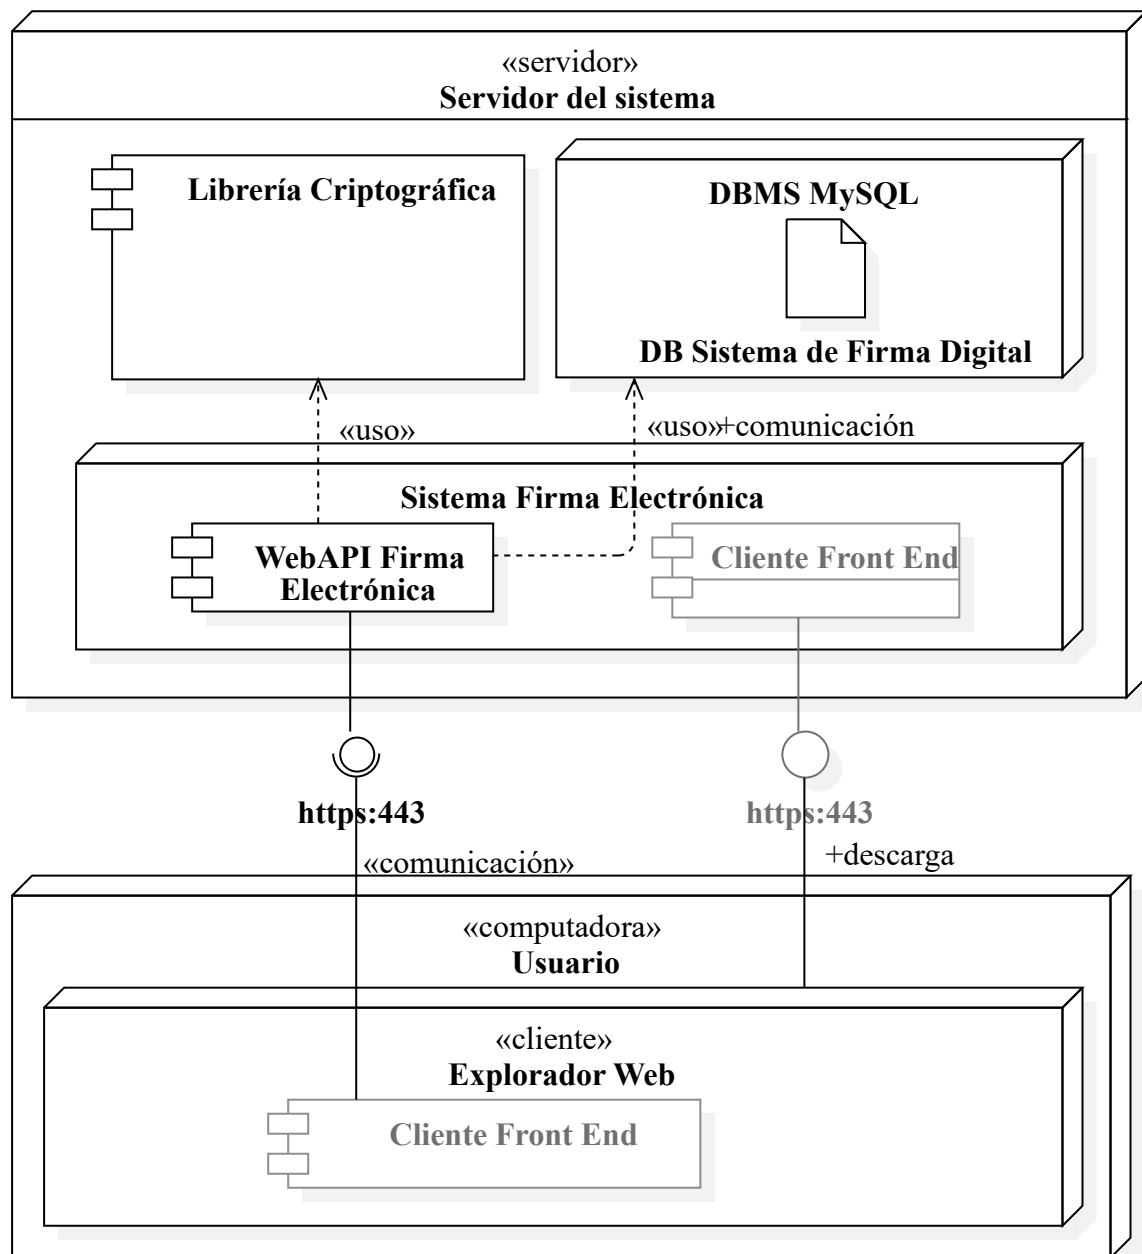 «servidor»
Servidor del sistema
Librería Criptográfica
DBMS MySQL
DB Sistema de Firma Digital
«uso»
«uso»+comunicación
Sistema Firma Electrónica
WebAPI Firma
Electrónica
Cliente Front End
https:443
https:443
«comunicación»
+descarga
«computadora»
Usuario
«cliente»
Explorador Web
Cliente Front End